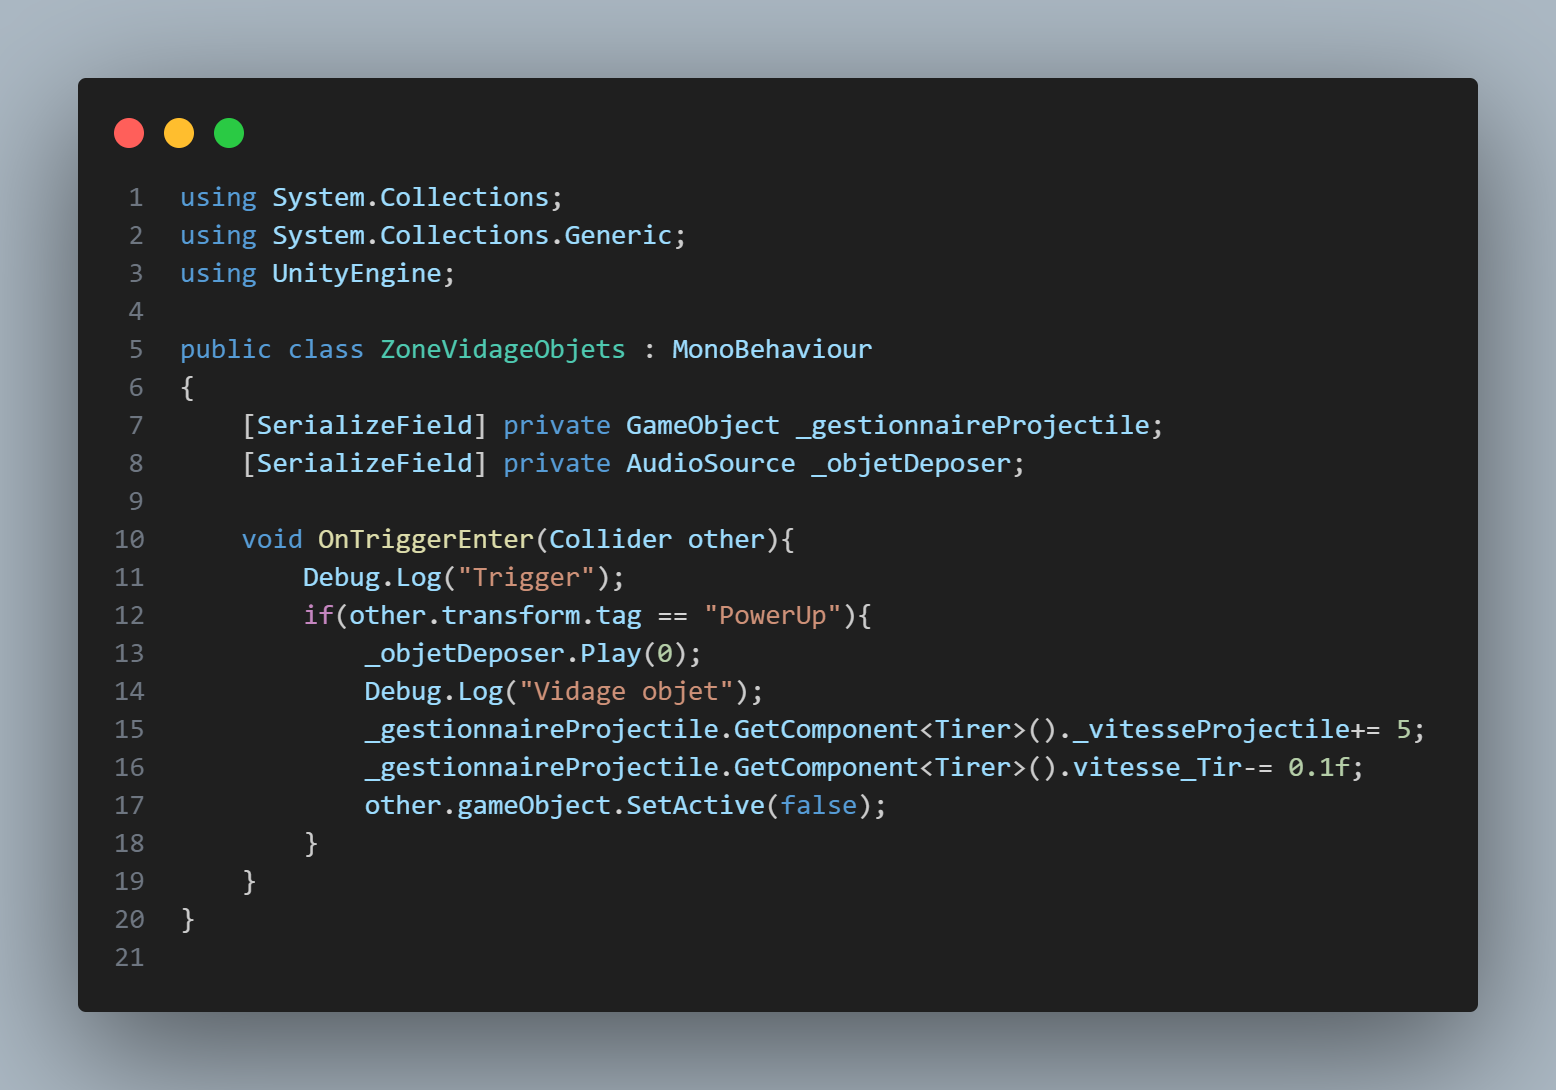 1 using System.Collections;
2 using System.Collections.Generic;
3 using UnityEngine;
4
5 public class ZoneVidageObjets : MonoBehaviour
6 {
7     [SerializeField] private GameObject _gestionnaireProjectile;
8     [SerializeField] private AudioSource _objetDeposer;
9
10     void OnTriggerEnter(Collider other){
11         Debug.Log("Trigger");
12         if(other.transform.tag == "PowerUp"){
13             _objetDeposer.Play(0);
14             Debug.Log("Vidage objet");
15             _gestionnaireProjectile.GetComponent<Tirer>()._vitesseProjectile+= 5;
16             _gestionnaireProjectile.GetComponent<Tirer>().vitesse_Tir-= 0.1f;
17             other.gameObject.SetActive(false);
18         }
19     }
20 }
21